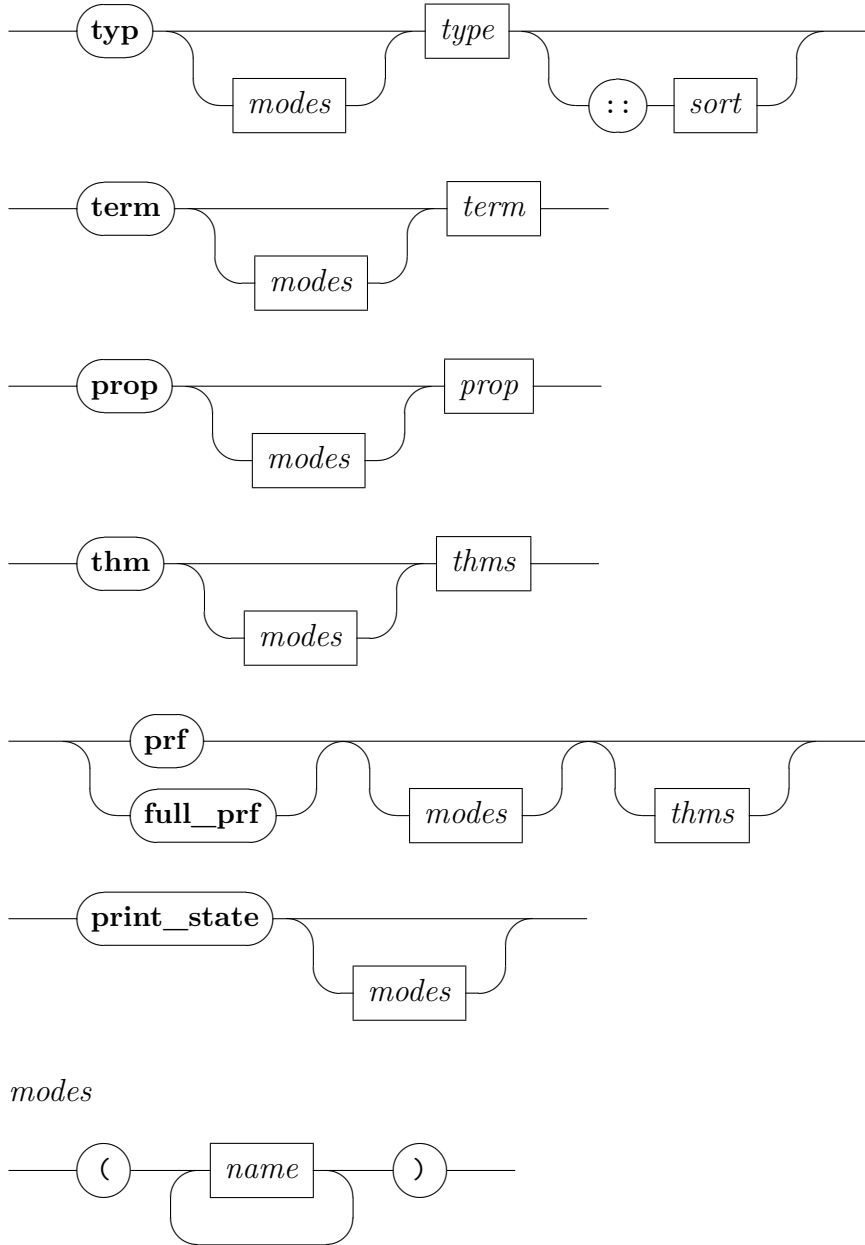 typ type
modes :: sort
term term
modes
prop prop
modes
thm thms
modes
prf
full_prf modes thms
print_state
modes
modes
( name )